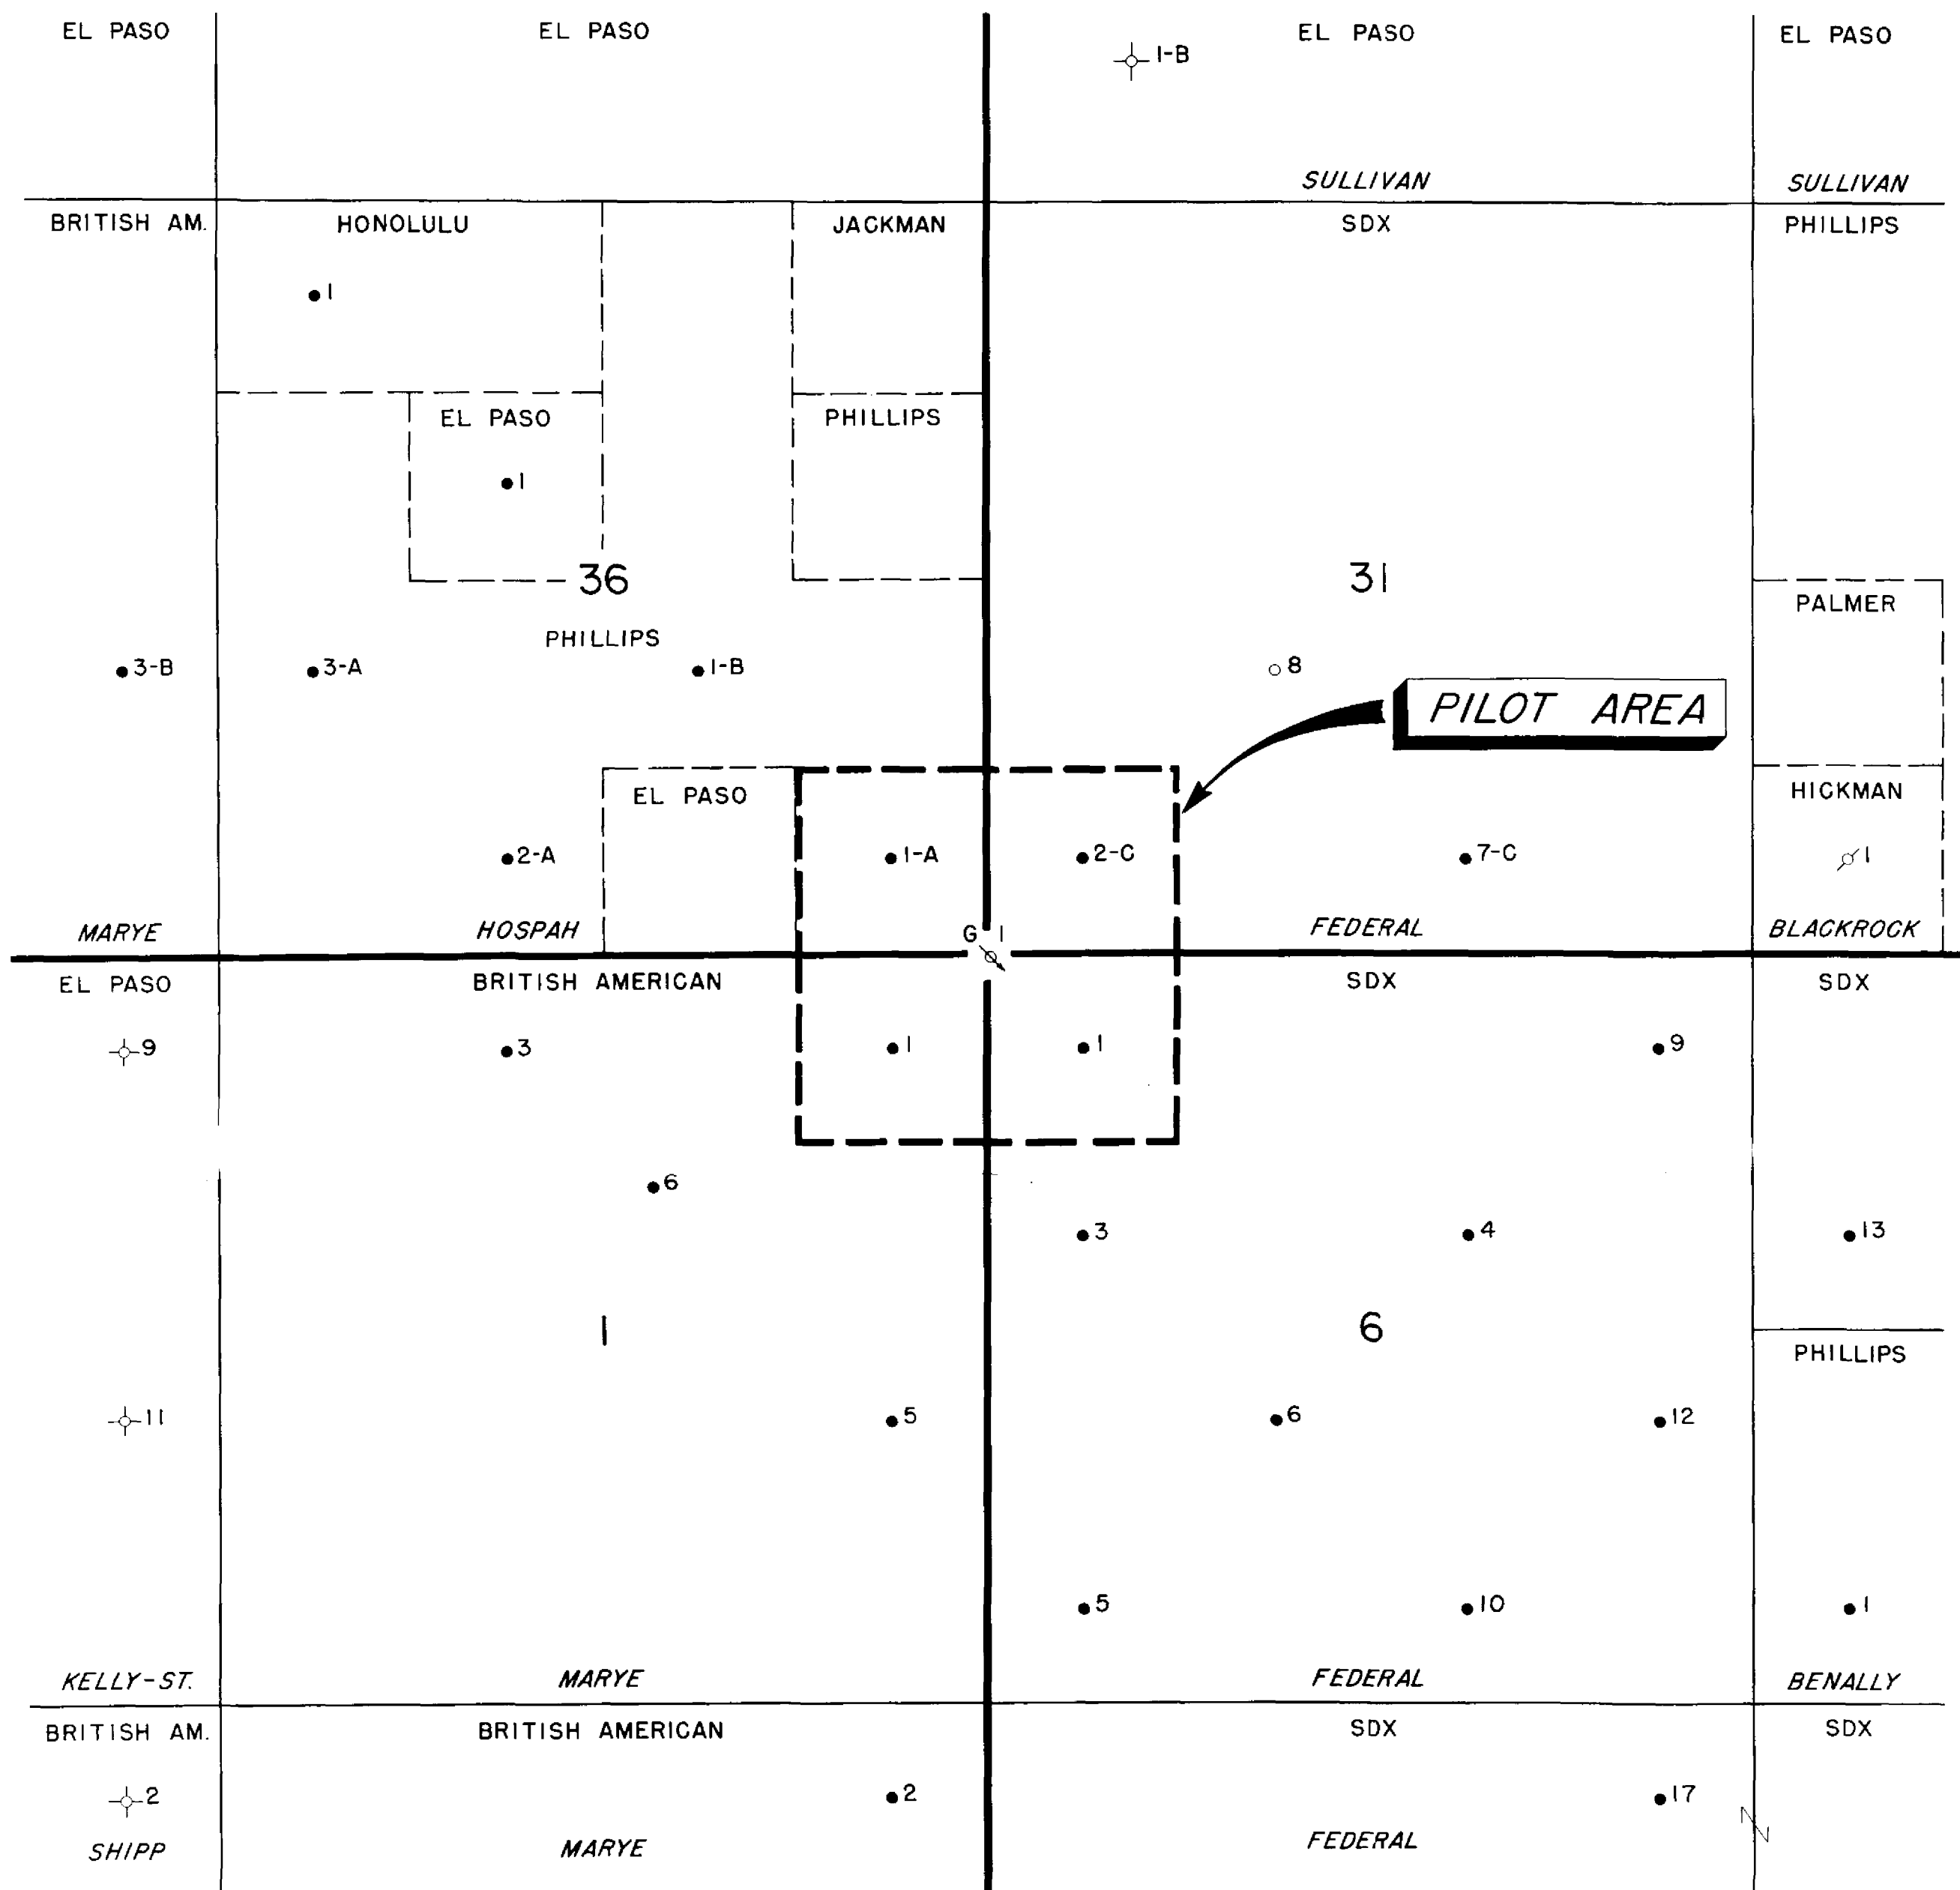 EL PASO
EL PASO
EL PASO
EL PASO
1-B
SULLIVAN
SULLIVAN
BRITISH AM.
HONOLULU
JACKMAN
SDX
PHILLIPS
1
EL PASO
PHILLIPS
1
36
31
PALMER
PHILLIPS
3-B
3-A
1-B
8
PILOT AREA
EL PASO
HICKMAN
2-A
1-A
2-C
7-C
1
MARYE
HOSPAH
G 1
FEDERAL
BLACKROCK
EL PASO
BRITISH AMERICAN
SDX
SDX
9
3
1
1
9
6
3
4
13
1
6
PHILLIPS
11
5
6
12
5
10
1
KELLY-ST.
MARYE
FEDERAL
BENALLY
BRITISH AM.
BRITISH AMERICAN
SDX
SDX
2
2
17
SHIPP
MARYE
FEDERAL